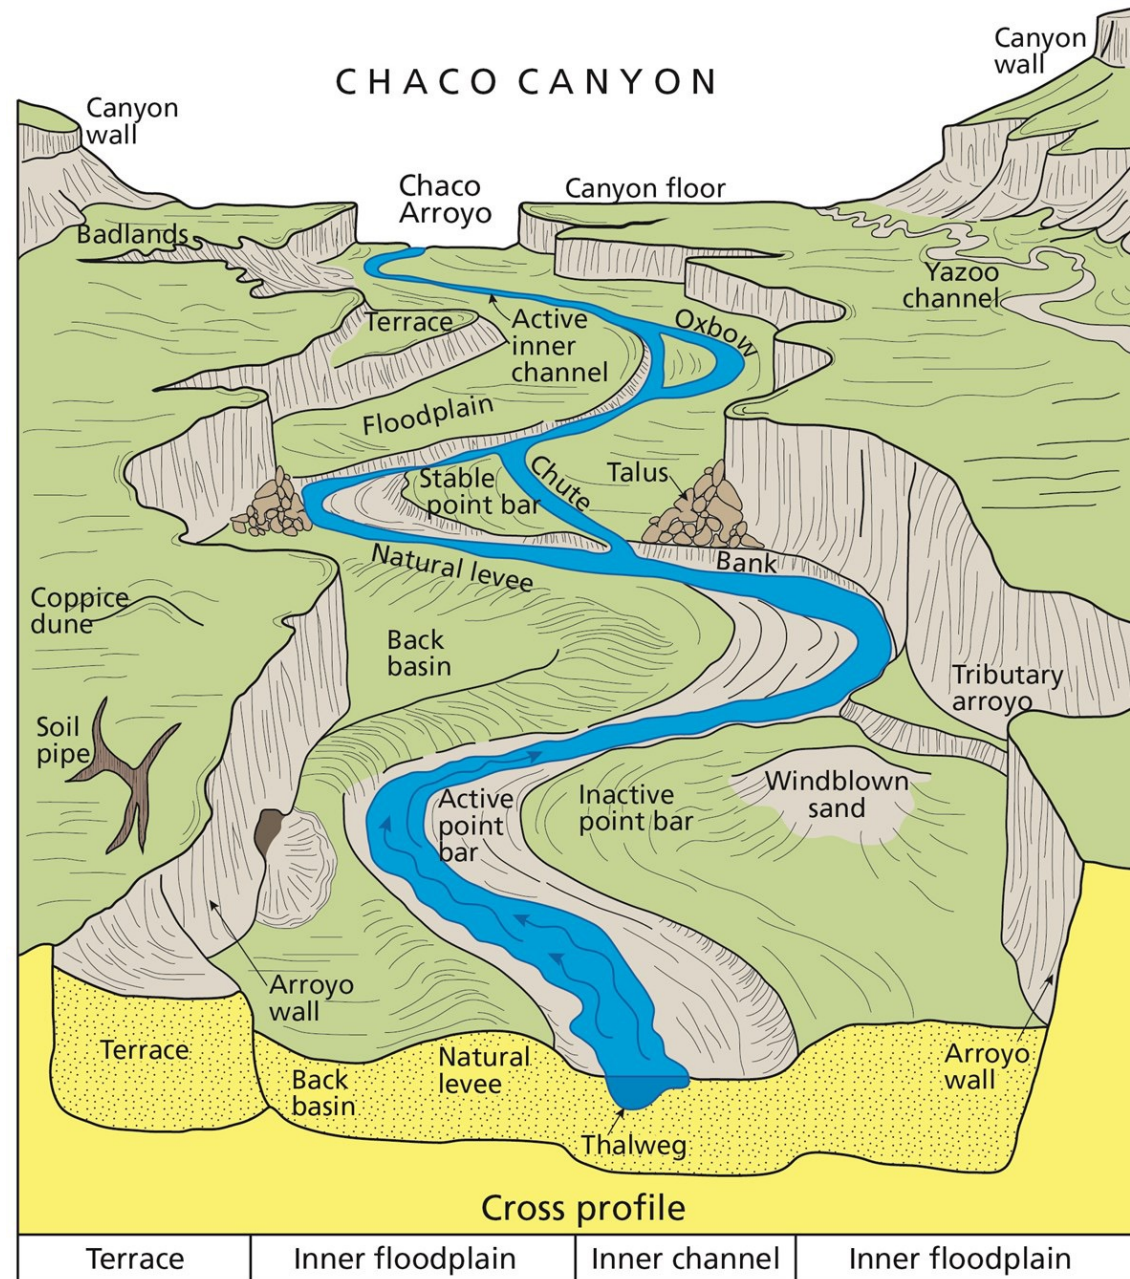 CHACO CANYON
Canyon
wall
Canyon
wall
Chaco
Arroyo
Canyon floor
Badlands
Yazoo
channel
Terrace
Active
inner
channel
Oxbow
Floodplain
Stable
point bar
Chute
Talus
Natural levee
Bank
Coppice
dune
Back
basin
Tributary
arroyo
Soil
pipe
Active
point
bar
Inactive
point bar
Windblown
sand
Arroyo
wall
Terrace
Back
basin
Natural
levee
Arroyo
wall
Thalweg
Cross profile
Terrace
Inner floodplain
Inner channel
Inner floodplain